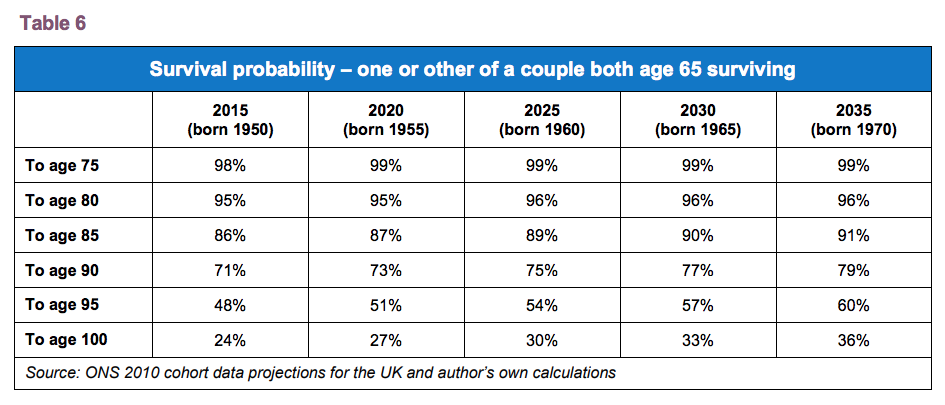 Table 6
Survival probability – one or other of a couple both age 65 surviving
2015 2020 2025 2030 2035
(born 1950) (born 1955) (born 1960) (born 1965) (born 1970)
To age 75 98% 99% 99% 99% 99%
To age 80 95% 95% 96% 96% 96%
To age 85 86% 87% 89% 90% 91%
To age 90 71% 73% 75% 77% 79%
To age 95 48% 51% 54% 57% 60%
To age 100 24% 27% 30% 33% 36%
Source: ONS 2010 cohort data projections for the UK and author's own calculations